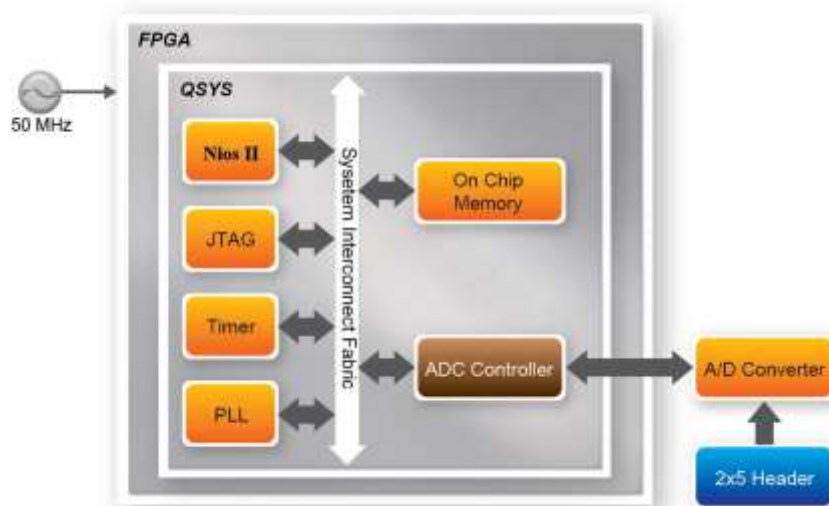 FPGA
QSYS
50 MHz
Nios II
JTAG
Timer
PLL
Sysetem Interconnect Fabric
On Chip
Memory
ADC Controller
A/D Converter
2x5 Header